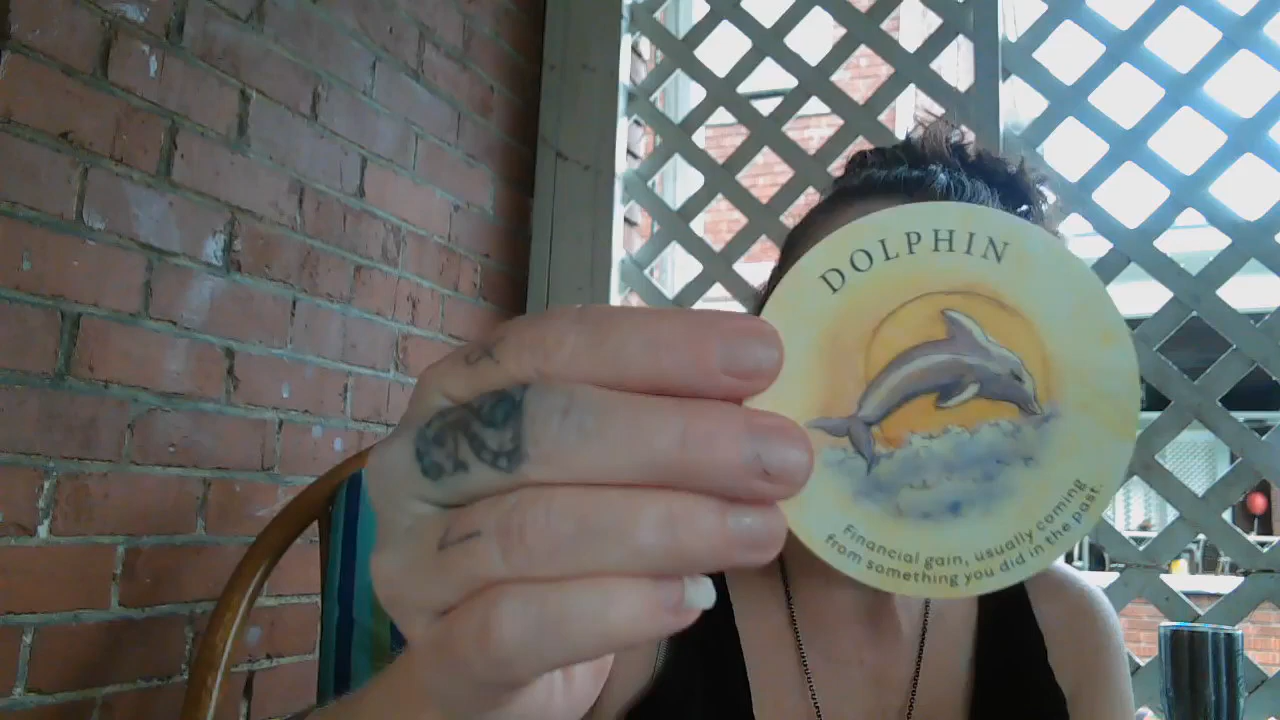 DOLPHIN
Financial gain, usually coming
from something you did in the past.